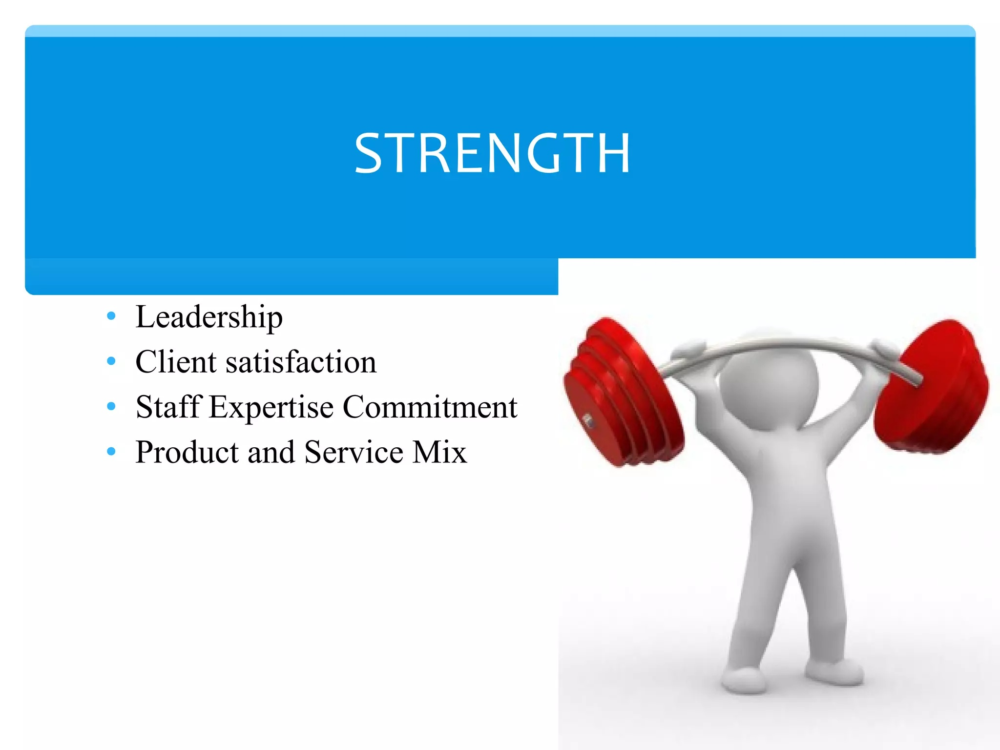 STRENGTH
• Leadership
• Client satisfaction
• Staff Expertise Commitment
• Product and Service Mix